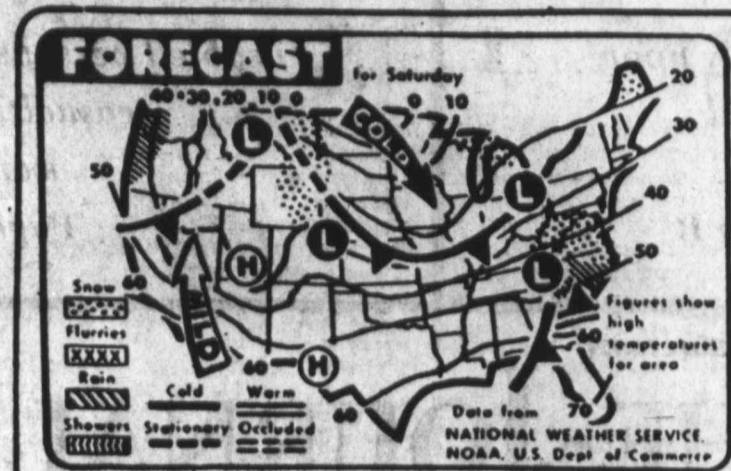 FORECAST
for Saturday
40 30 20 10 0 0 10 20
COLD
30
50
L
L
40
L
L
50
H
60
Snow
MILD
Figures show
Flurries
high
60
temperatures
H
Rain
60
for area
Cold Warm
60
70
Showers Stationary Occluded
Data from
NATIONAL WEATHER SERVICE,
NOAA, U.S. Dept of Commerce